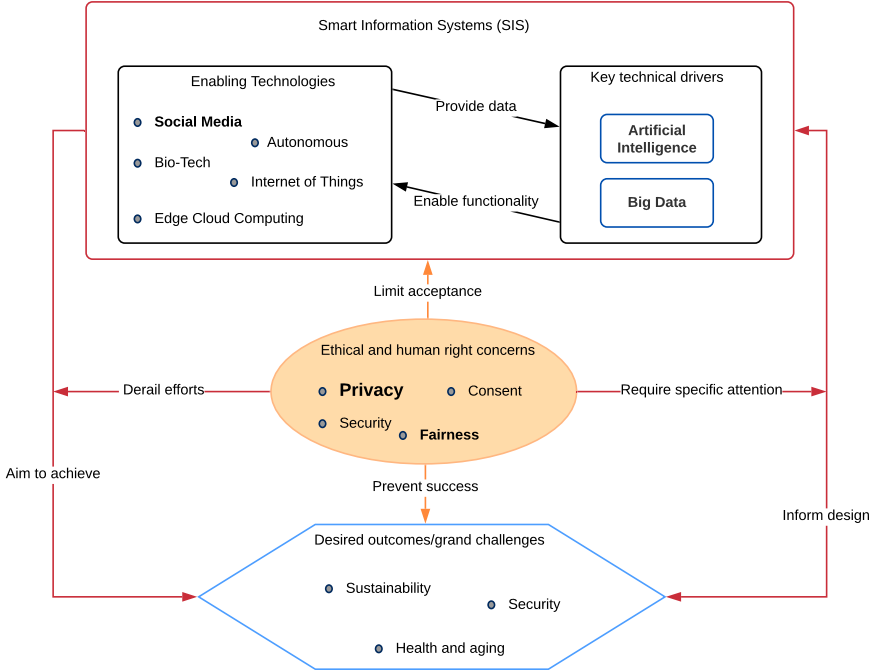 Smart Information Systems (SIS)
Enabling Technologies
Social Media
Autonomous
Bio-Tech
Internet of Things
Edge Cloud Computing
Provide data
Enable functionality
Key technical drivers
Artificial
Intelligence
Big Data
Limit acceptance
Ethical and human right concerns
Privacy
Consent
Security
Fairness
Derail efforts
Require specific attention
Aim to achieve
Prevent success
Inform design
Desired outcomes/grand challenges
Sustainability
Security
Health and aging